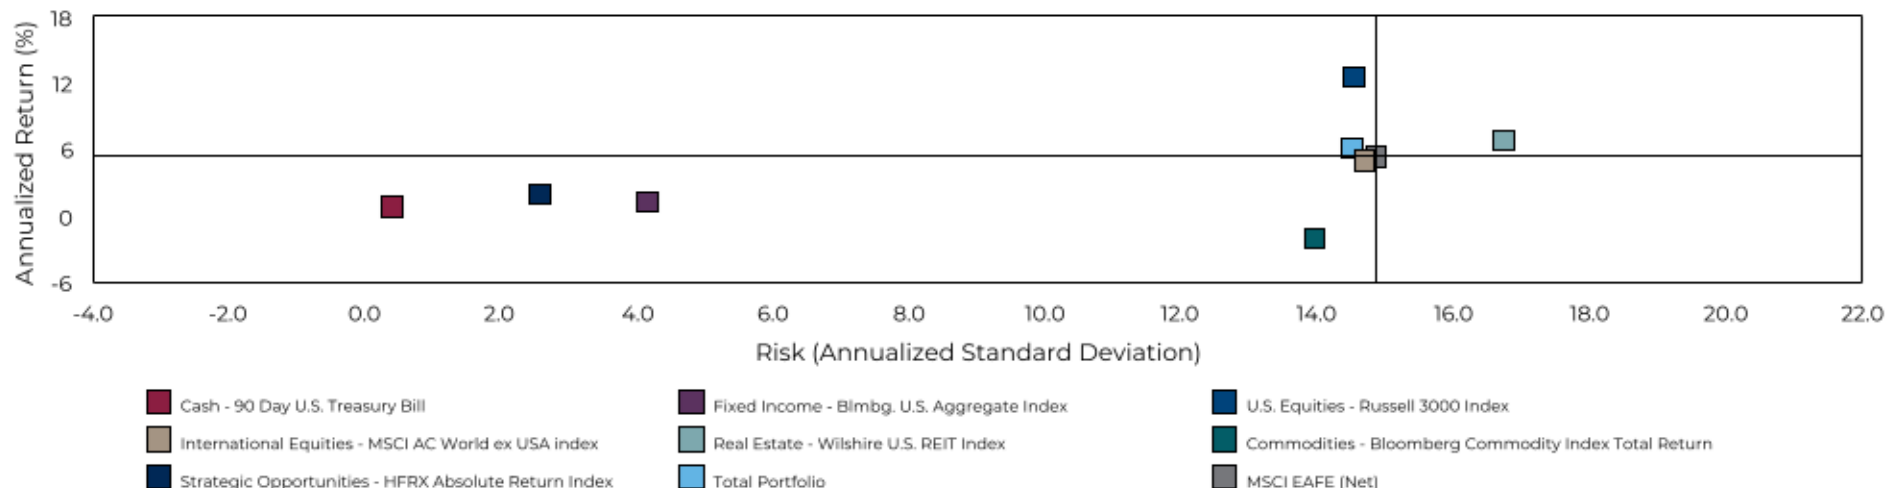 Annualized Return (%)
18
12
6
0
-6
-4.0 -2.0 0.0 2.0 4.0 6.0 8.0 10.0 12.0 14.0 16.0 18.0 20.0 22.0
Risk (Annualized Standard Deviation)
Cash - 90 Day U.S. Treasury Bill
Fixed Income - Blmbg. U.S. Aggregate Index
U.S. Equities - Russell 3000 Index
International Equities - MSCI AC World ex USA index
Real Estate - Wilshire U.S. REIT Index
Commodities - Bloomberg Commodity Index Total Return
Strategic Opportunities - HFRX Absolute Return Index
Total Portfolio
MSCI EAFE (Net)